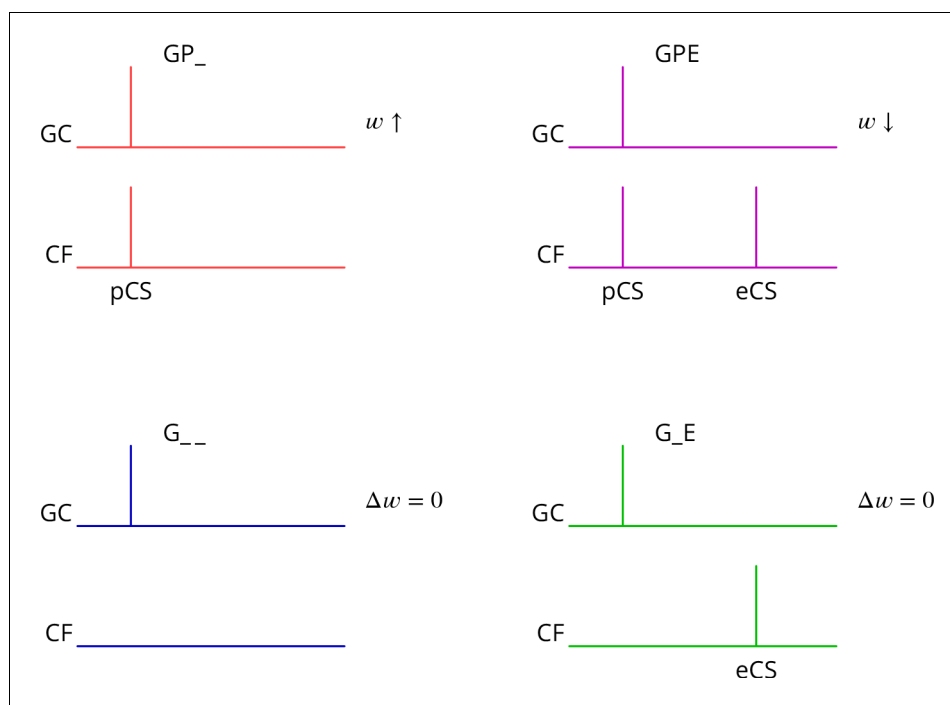 GP_ GPE
GC w ↑ GC w ↓
CF CF
pCS pCS eCS
G_ _ G_E
GC Δw = 0 GC Δw = 0
CF CF
eCS